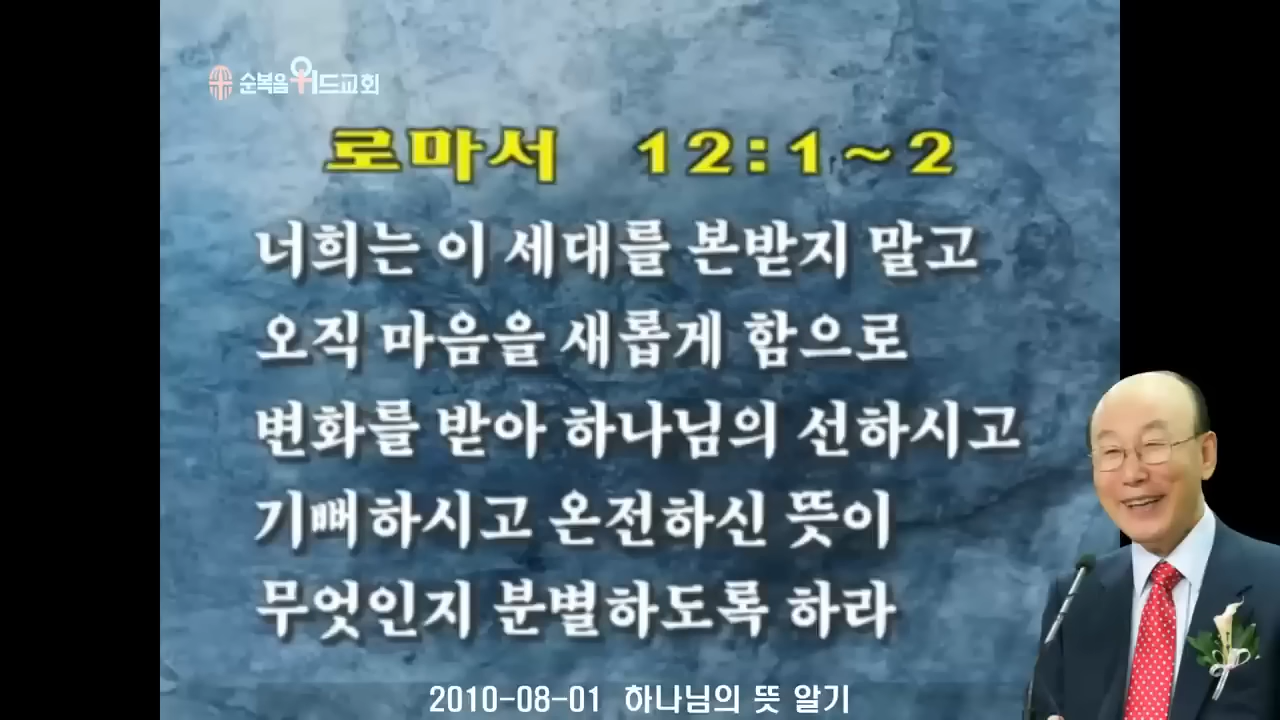 순복음워드교회
로마서 12:1~2
너희는 이 세대를 본받지 말고
오직 마음을 새롭게 함으로
변화를 받아 하나님의 선하시고
기뻐하시고 온전하신 뜻이
무엇인지 분별하도록 하라
2010-08-01 하나님의 뜻 알기